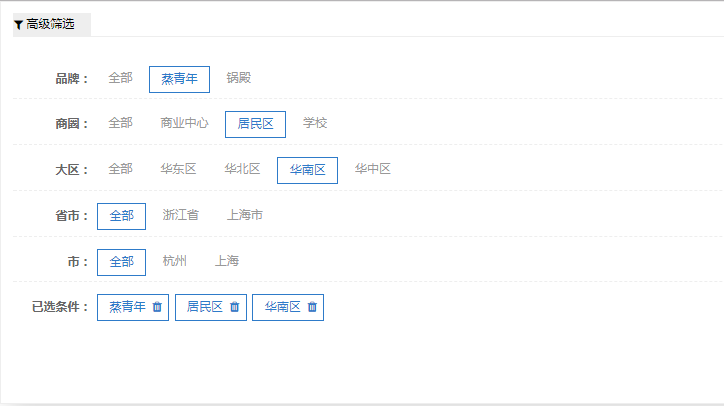 高级筛选
品牌： 全部 蒸青年 锅殿
商圈： 全部 商业中心 居民区 学校
大区： 全部 华东区 华北区 华南区 华中区
省市： 全部 浙江省 上海市
市： 全部 杭州 上海
已选条件： 蒸青年 居民区 华南区